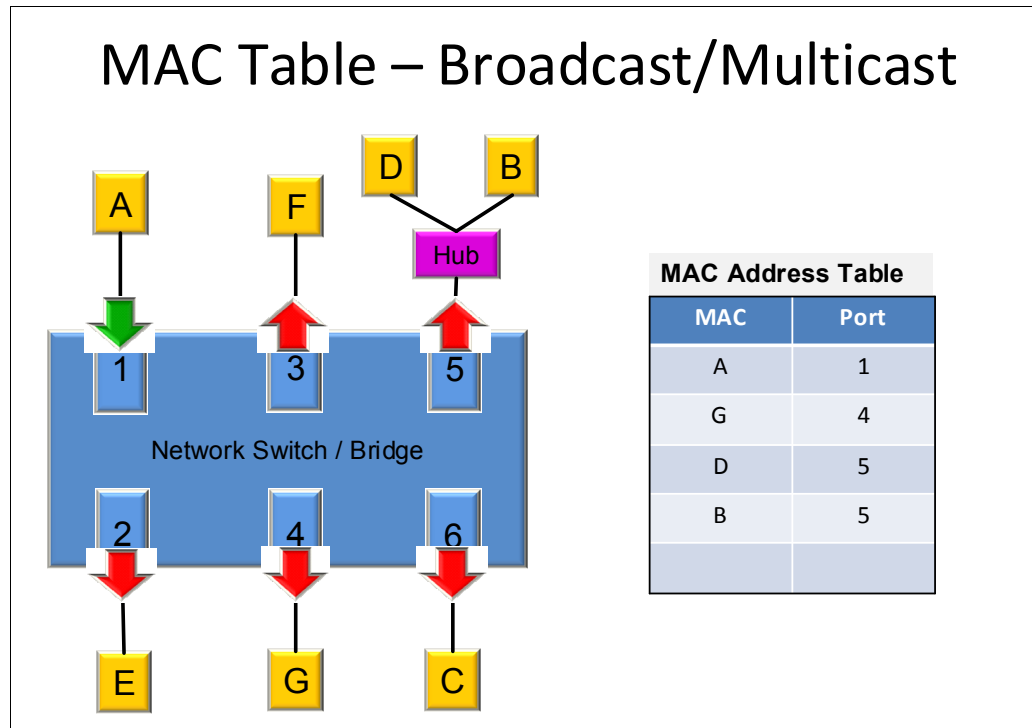 MAC Table – Broadcast/Multicast
D B
A F
Hub
1 3 5
Network Switch / Bridge
2 4 6
E G C
MAC Address Table
MAC Port
A 1
G 4
D 5
B 5